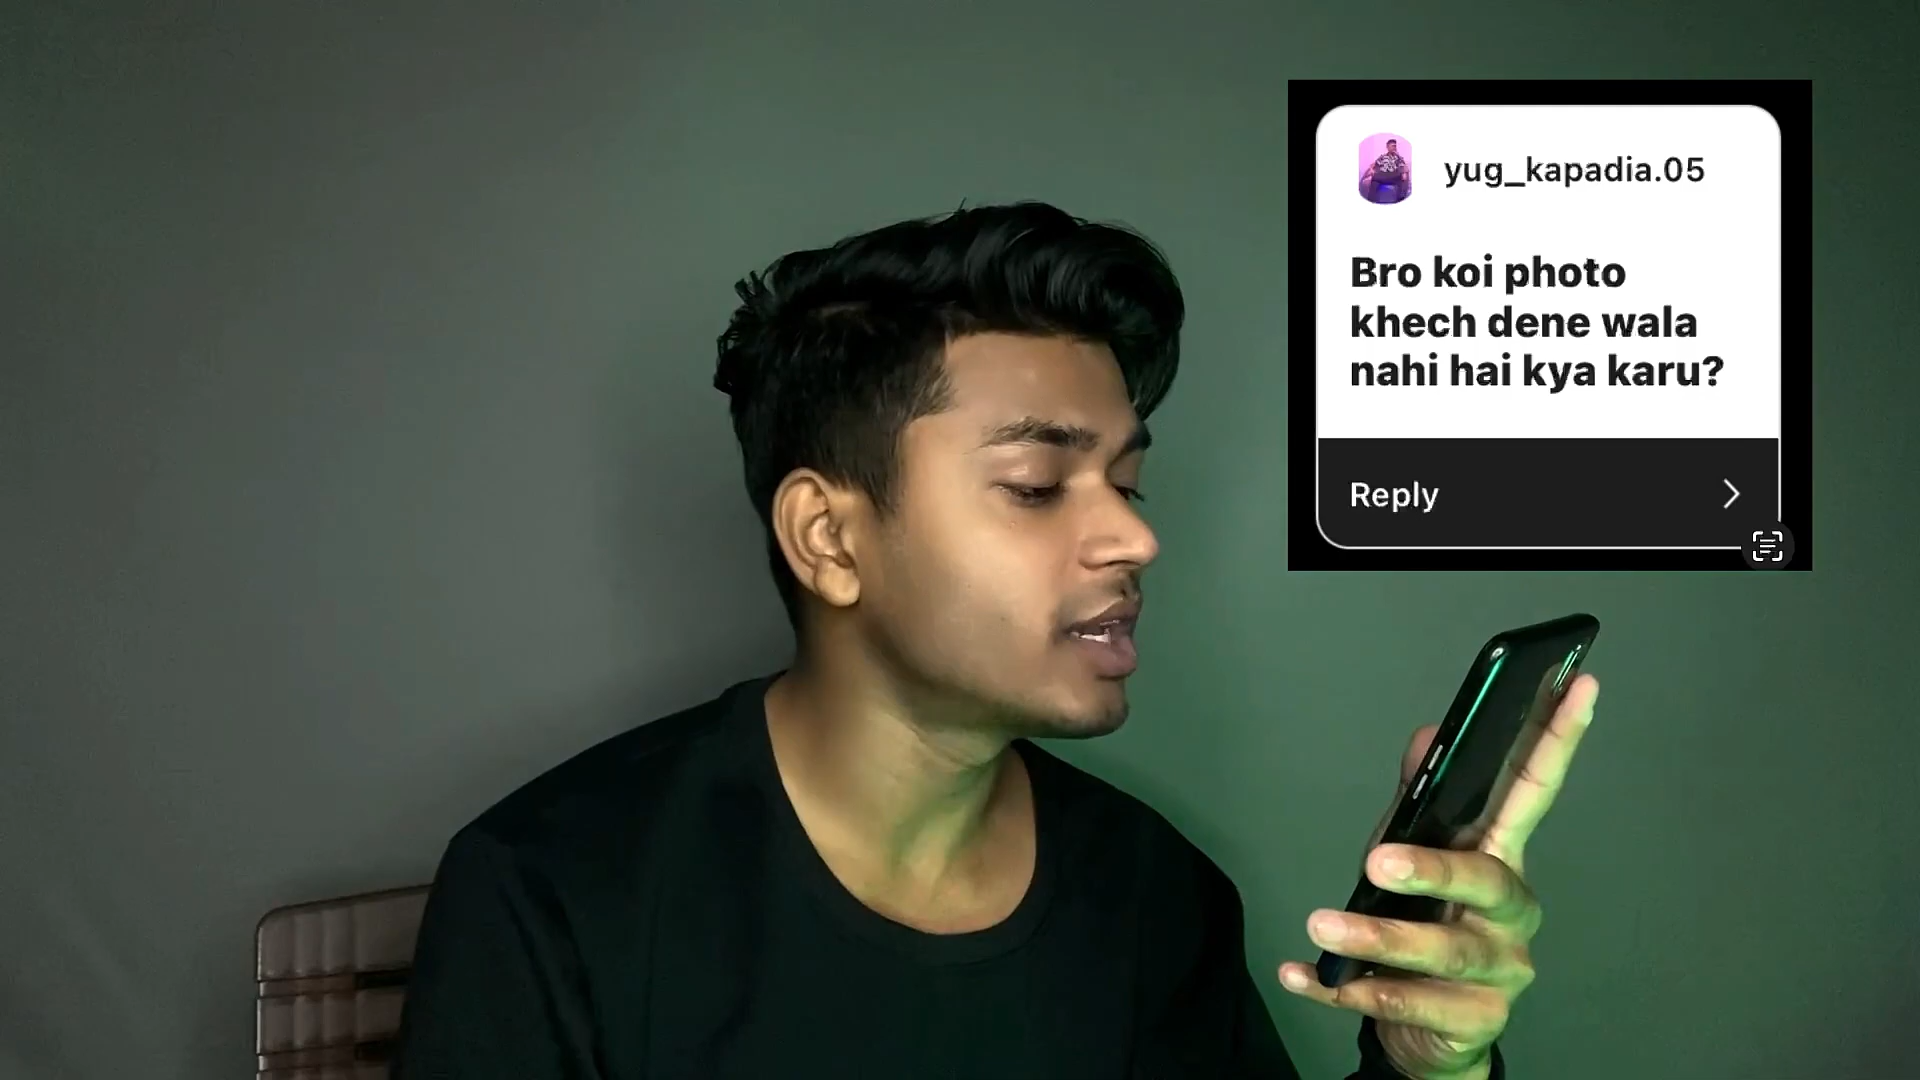 yug_kapadia.05
Bro koi photo
khech dene wala
nahi hai kya karu?
Reply